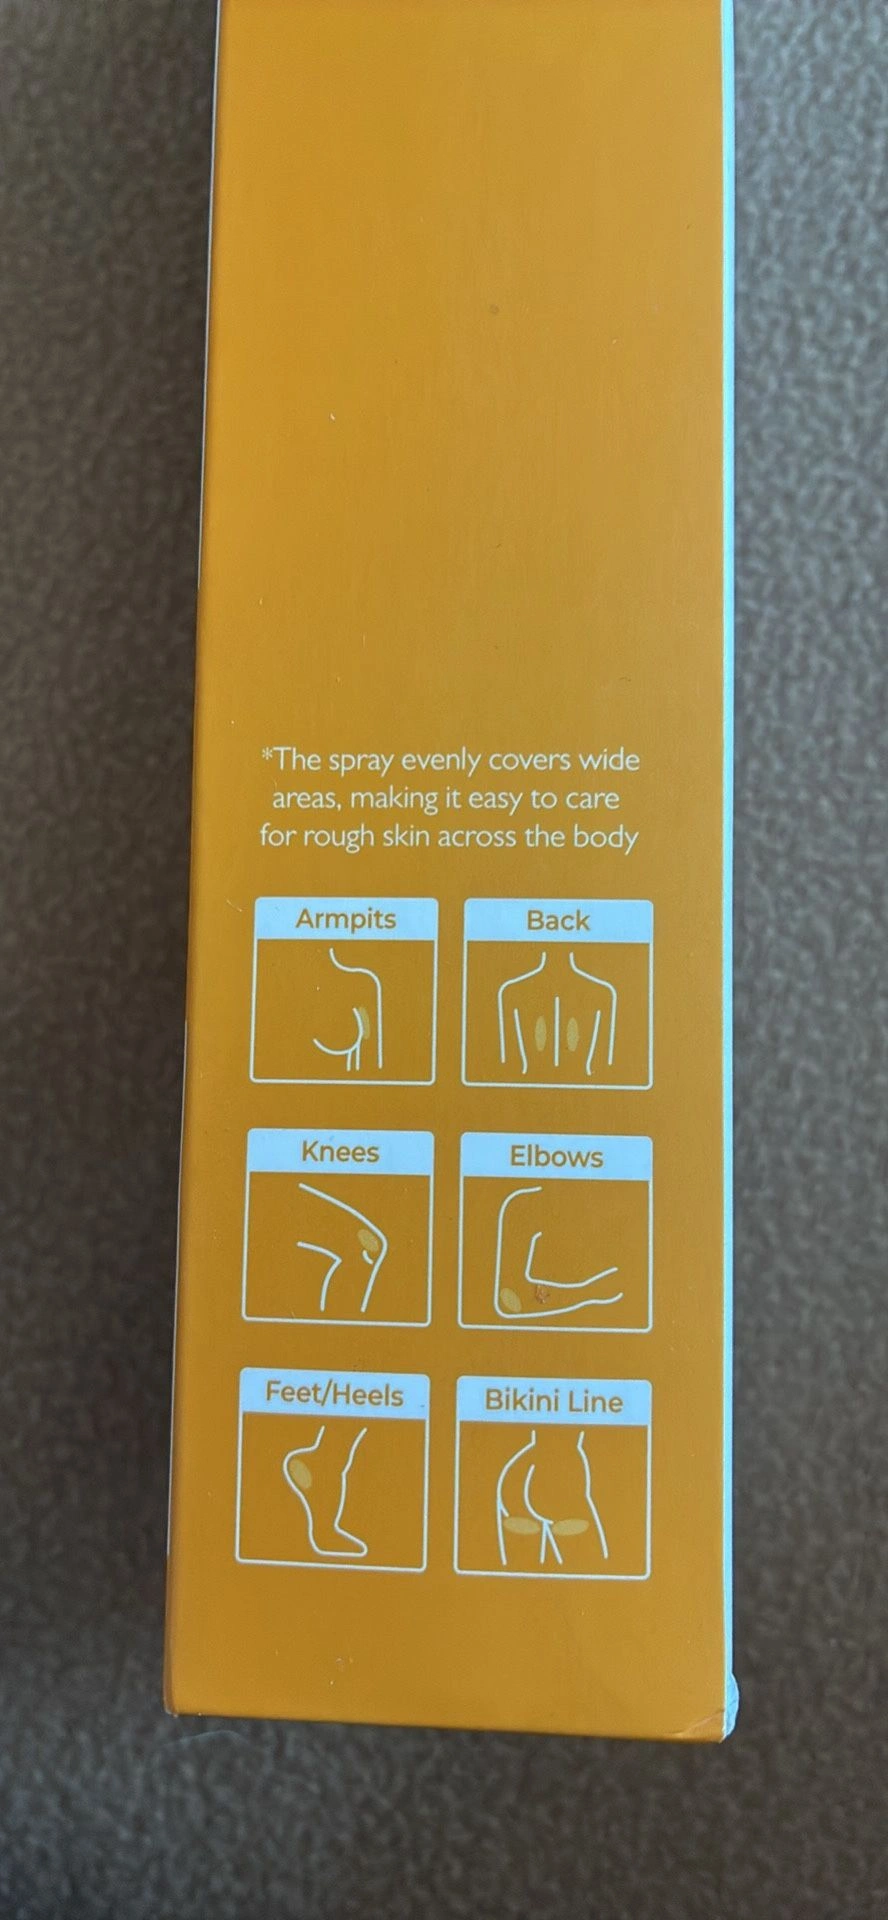 *The spray evenly covers wide
areas, making it easy to care
for rough skin across the body
Armpits
Back
Knees
Elbows
Feet/Heels
Bikini Line